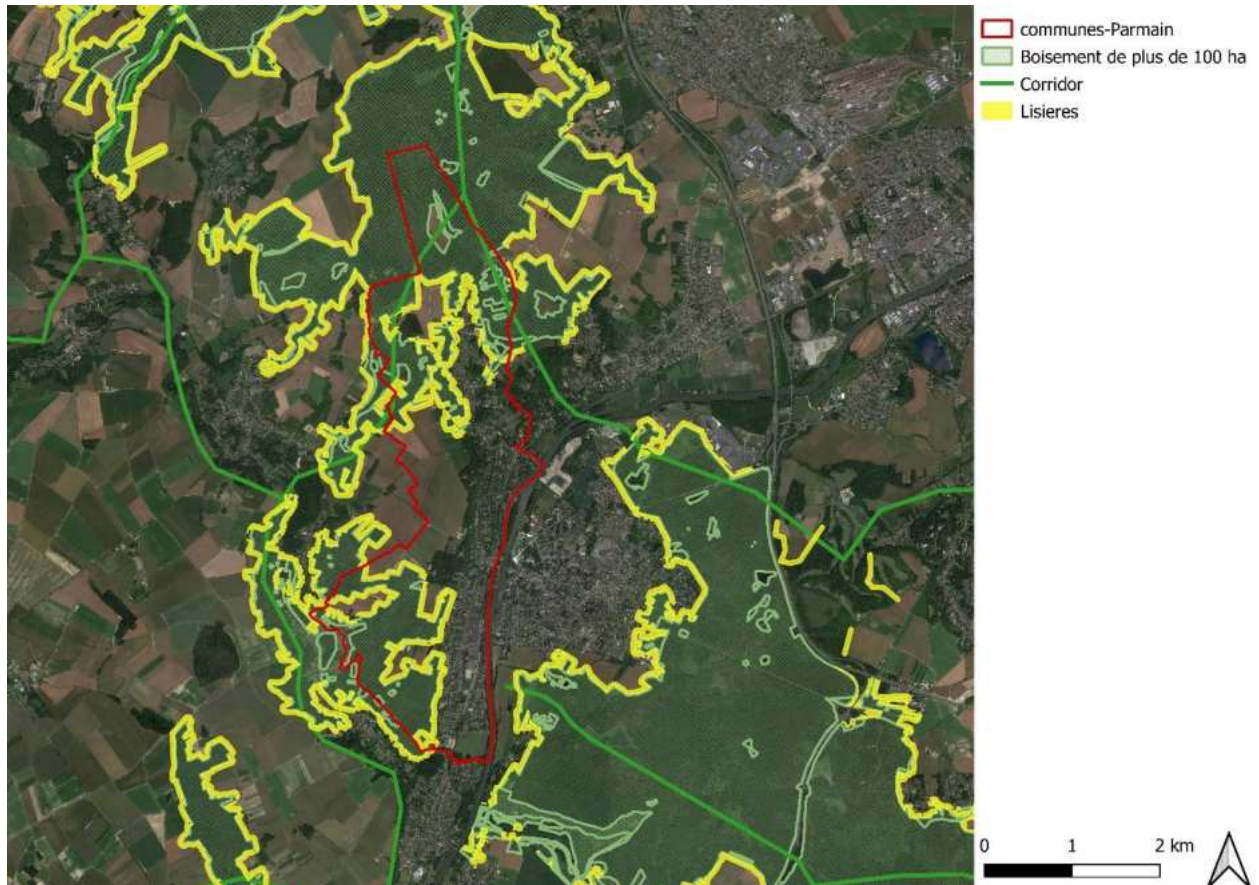 communes-Parmain
Boisement de plus de 100 ha
Corridor
Lisieres
0 1 2 km